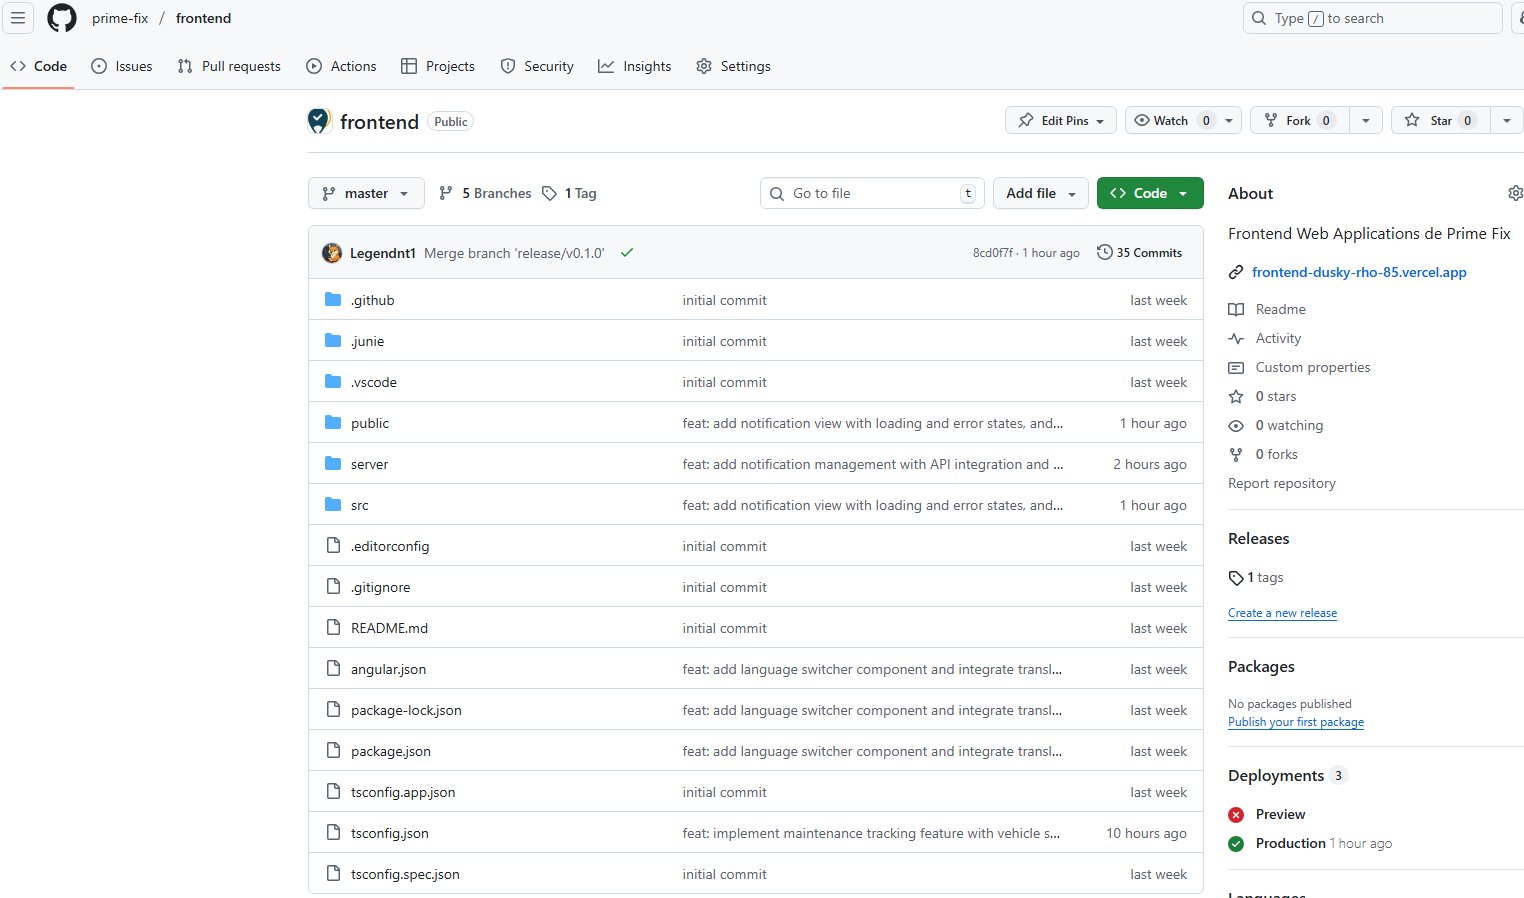 prime-fix / frontend
Type / to search
Code Issues Pull requests Actions Projects Security Insights Settings
frontend Public
Edit Pins Watch 0 Fork 0 Star 0
master 5 Branches 1 Tag Go to file t Add file Code
Legendnt1 Merge branch 'release/v0.1.0' 8cd0f7f · 1 hour ago 35 Commits
.github initial commit last week
.junie initial commit last week
.vscode initial commit last week
public feat: add notification view with loading and error states, and... 1 hour ago
server feat: add notification management with API integration and ... 2 hours ago
src feat: add notification view with loading and error states, and... 1 hour ago
.editorconfig initial commit last week
.gitignore initial commit last week
README.md initial commit last week
angular.json feat: add language switcher component and integrate transl... last week
package-lock.json feat: add language switcher component and integrate transl... last week
package.json feat: add language switcher component and integrate transl... last week
tsconfig.app.json initial commit last week
tsconfig.json feat: implement maintenance tracking feature with vehicle s... 10 hours ago
tsconfig.spec.json initial commit last week
About
Frontend Web Applications de Prime Fix
frontend-dusky-rho-85.vercel.app
Readme
Activity
Custom properties
0 stars
0 watching
0 forks
Report repository
Releases
1 tags
Create a new release
Packages
No packages published
Publish your first package
Deployments 3
Preview
Production 1 hour ago
Languages